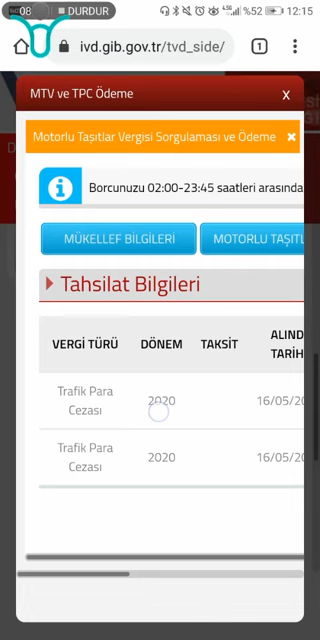 08 DURDUR %52 12:15
ivd.gib.gov.tr/tvd_side/ 1
MTV ve TPC Ödeme x
Motorlu Taşıtlar Vergisi Sorgulaması ve Ödeme ×
Borcunuzu 02:00-23:45 saatleri arasında
MÜKELLEF BİLGİLERİ MOTORLU TAŞITL
Tahsilat Bilgileri
VERGİ TÜRÜ DÖNEM TAKSİT ALIND
TARİH
Trafik Para
Cezası 2020 16/05/20
Trafik Para
Cezası 2020 16/05/20